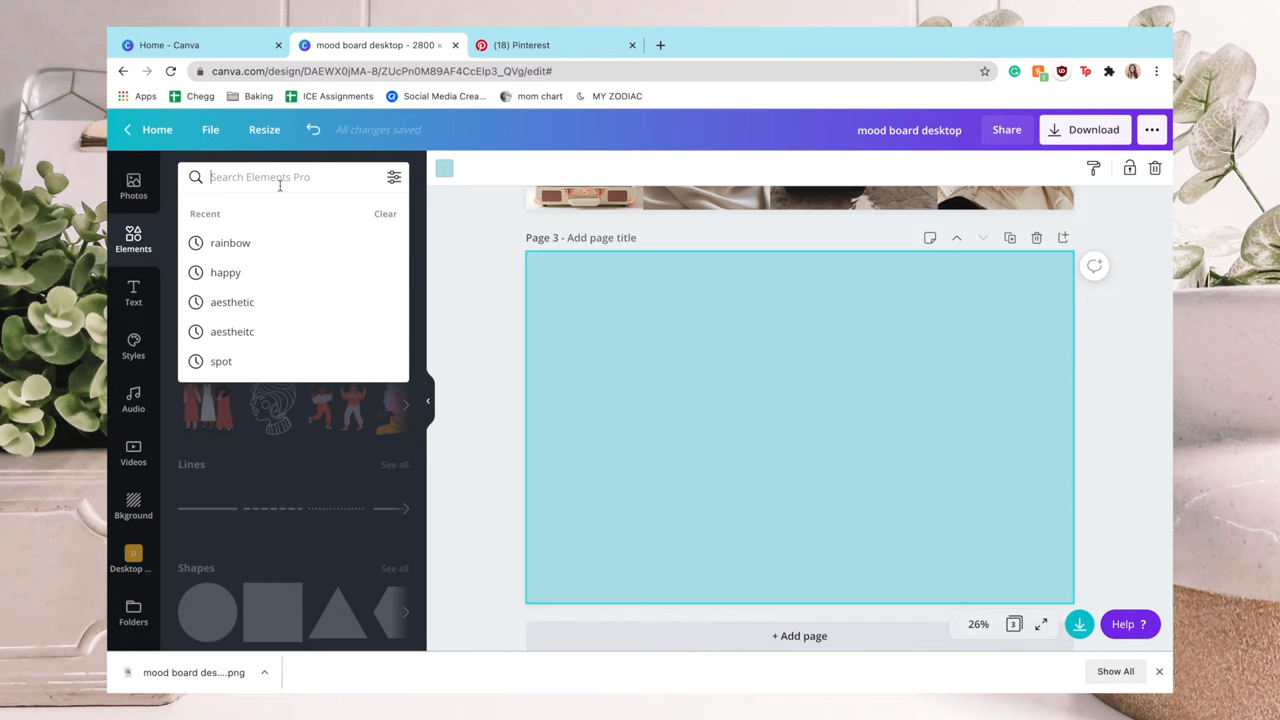 Home - Canva
mood board desktop - 2800 ×
(18) Pinterest
canva.com/design/DAEWXOjMA-8/ZUcPn0M89AF4CcEIp3_QVg/edit#
Apps Chegg Baking ICE Assignments Social Media Crea... mom chart MY ZODIAC
Home File Resize All changes saved mood board desktop Share Download
Photos
Elements
Text
Styles
Audio
Videos
Bkground
D
Desktop ...
Folders
Search Elements Pro
Recent Clear
rainbow
happy
aesthetic
aestheitc
spot
Lines See all
Shapes See all
Page 3 - Add page title
+ Add page
26% 3 Help ?
mood board des....png Show All